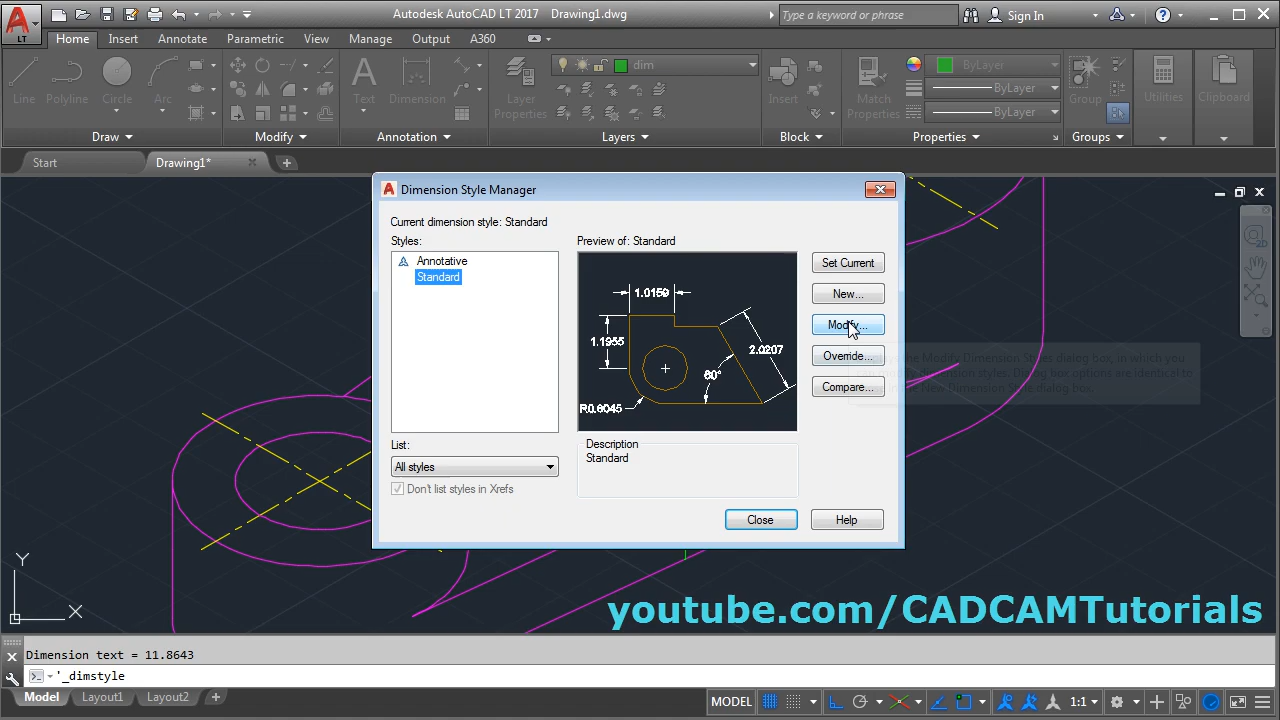 Autodesk AutoCAD LT 2017 Drawing1.dwg
Type a keyword or phrase
Sign In
LT
Home Insert Annotate Parametric View Manage Output A360
Line Polyline Circle Arc
Text Dimension
Layer
Properties
dim
Insert
Match
Properties
ByLayer
ByLayer
ByLayer
Group
Utilities
Clipboard
Draw Modify Annotation Layers Block Properties Groups
Start Drawing1*
Dimension Style Manager
Current dimension style: Standard
Styles:
Annotative
Standard
Preview of: Standard
1.0159
1.1955
2.0207
60°
R0.8045
Set Current
New...
Modify...
Override...
Compare...
List:
All styles
Don't list styles in Xrefs
Description
Standard
Close
Help
Y
X
youtube.com/CADCAMTutorials
Dimension text = 11.8643
'_dimstyle
Model Layout1 Layout2
MODEL
1:1